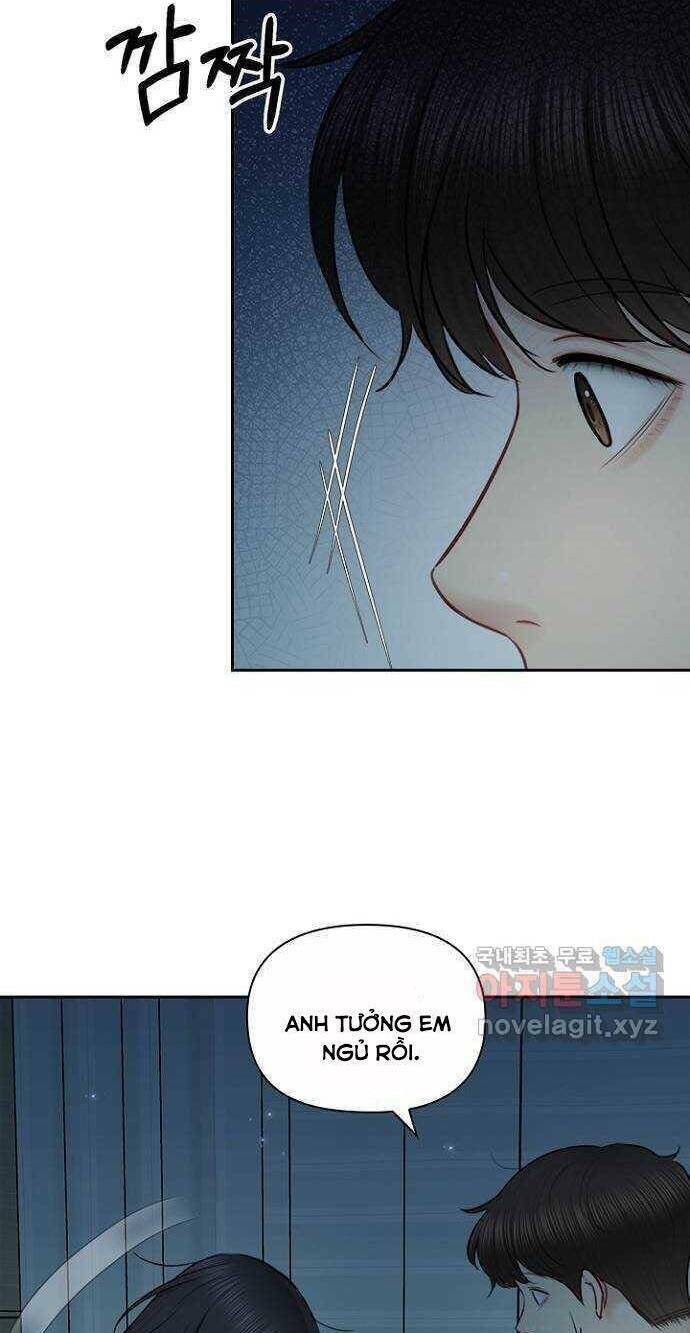 깜짝
국내최초 무료 웹소설
아지툰소설
novelagit.xyz
ANH TƯỞNG EM
NGỦ RỒI.